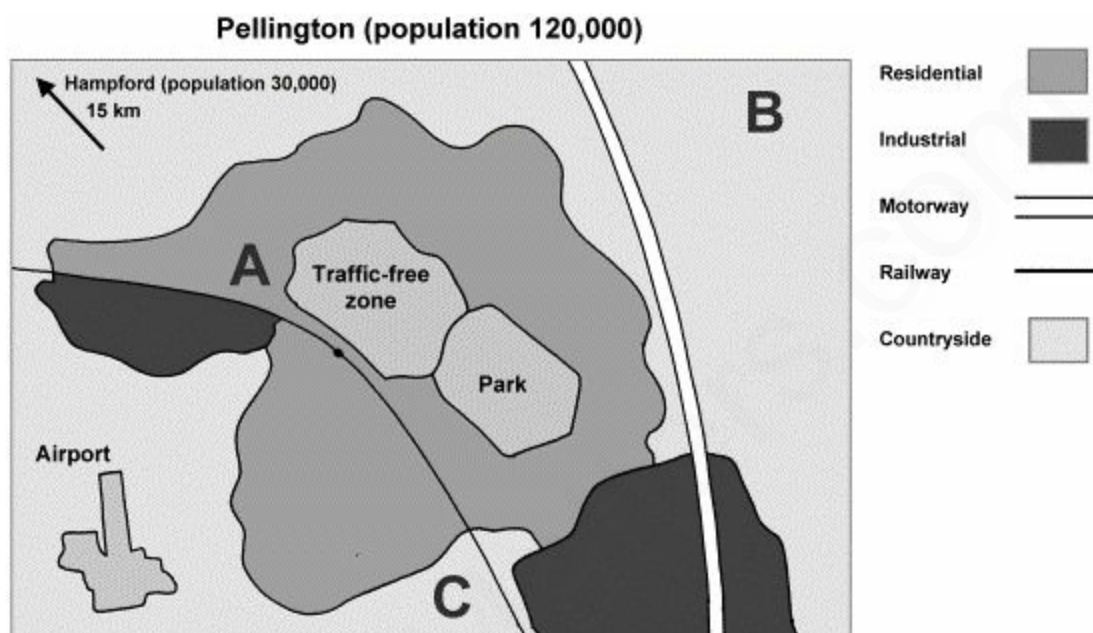 Pellington (population 120,000)
Hampford (population 30,000)
15 km
B
A
Traffic-free
zone
Park
Airport
C
Residential
Industrial
Motorway
Railway
Countryside